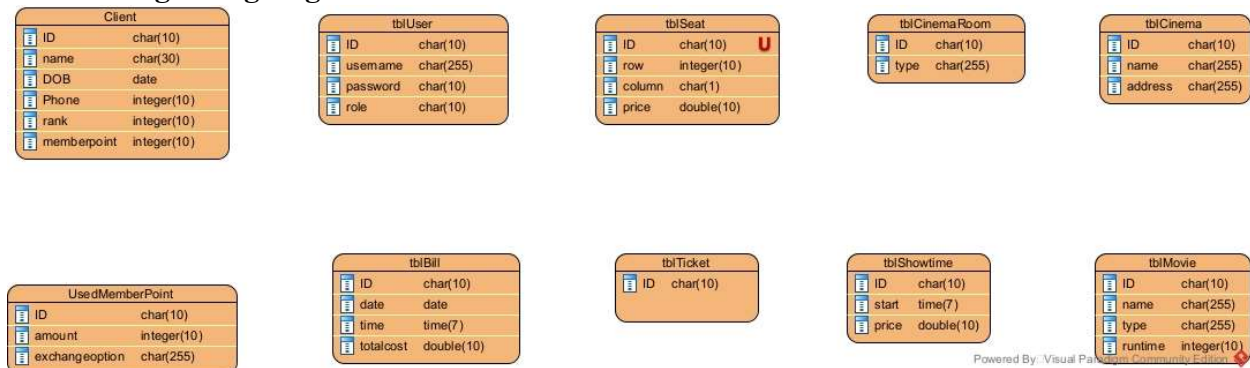 Client
ID char(10)
name char(30)
DOB date
Phone integer(10)
rank integer(10)
memberpoint integer(10)
tblUser
ID char(10)
username char(255)
password char(10)
role char(10)
tblSeat
ID char(10) U
row integer(10)
column char(1)
price double(10)
tblCinemaRoom
ID char(10)
type char(255)
tblCinema
ID char(10)
name char(255)
address char(255)
UsedMemberPoint
ID char(10)
amount integer(10)
exchangeoption char(255)
tblBill
ID char(10)
date date
time time(7)
totalcost double(10)
tblTicket
ID char(10)
tblShowtime
ID char(10)
start time(7)
price double(10)
tblMovie
ID char(10)
name char(255)
type char(255)
runtime integer(10)
Powered By: Visual Paradigm Community Edition